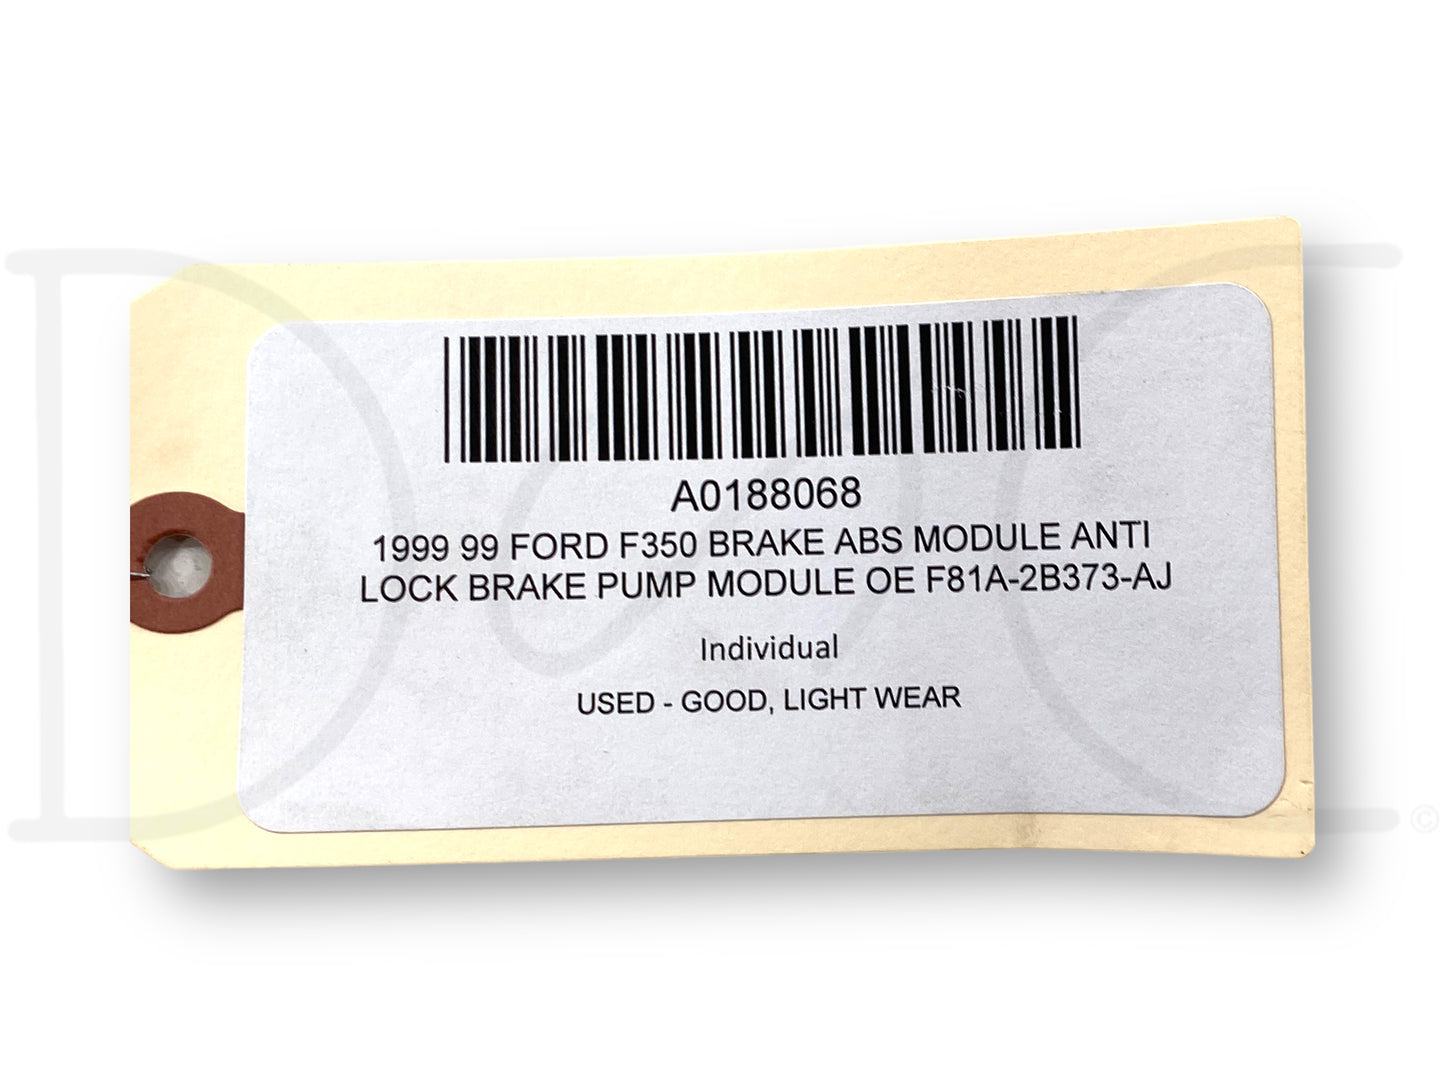 A0188068
1999 99 FORD F350 BRAKE ABS MODULE ANTI
LOCK BRAKE PUMP MODULE OE F81A-2B373-AJ
Individual
USED - GOOD, LIGHT WEAR
©